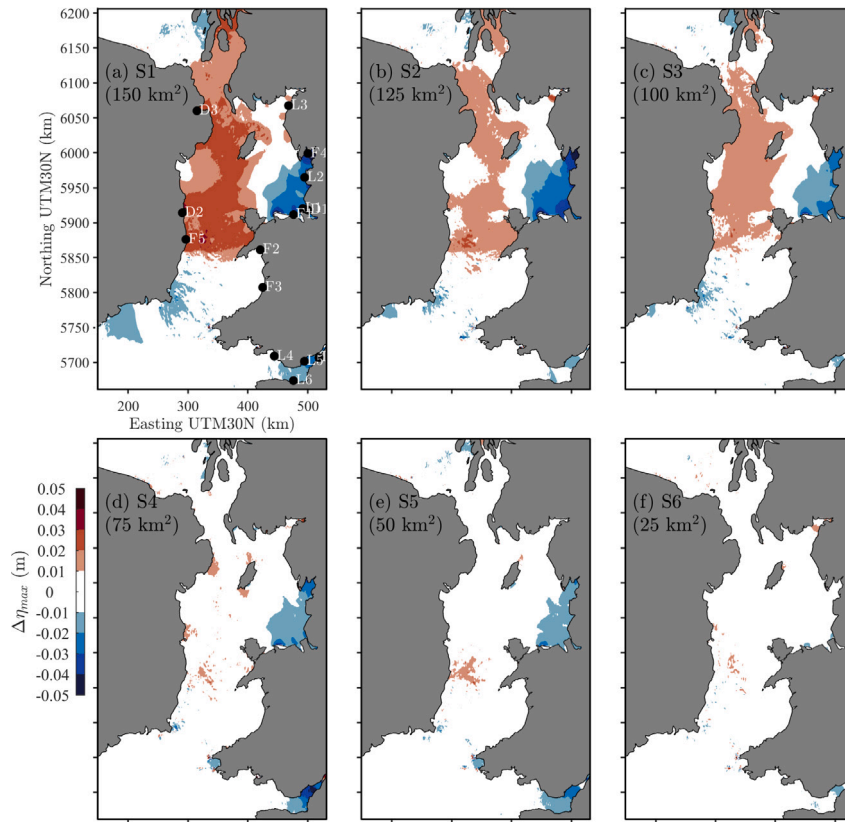 6200
6150
6100
6050
6000
5950
5900
5850
5800
5750
5700
Northing UTM30N (km)
(a) S1
(150 km²)
D3
L3
F4
L2
D2
F5
F2
F3
L4
L5
L6
200 300 400 500
Easting UTM30N (km)
(b) S2
(125 km²)
(c) S3
(100 km²)
0.05
0.04
0.03
0.02
0.01
0
-0.01
-0.02
-0.03
-0.04
-0.05
Δη_max (m)
(d) S4
(75 km²)
(e) S5
(50 km²)
(f) S6
(25 km²)